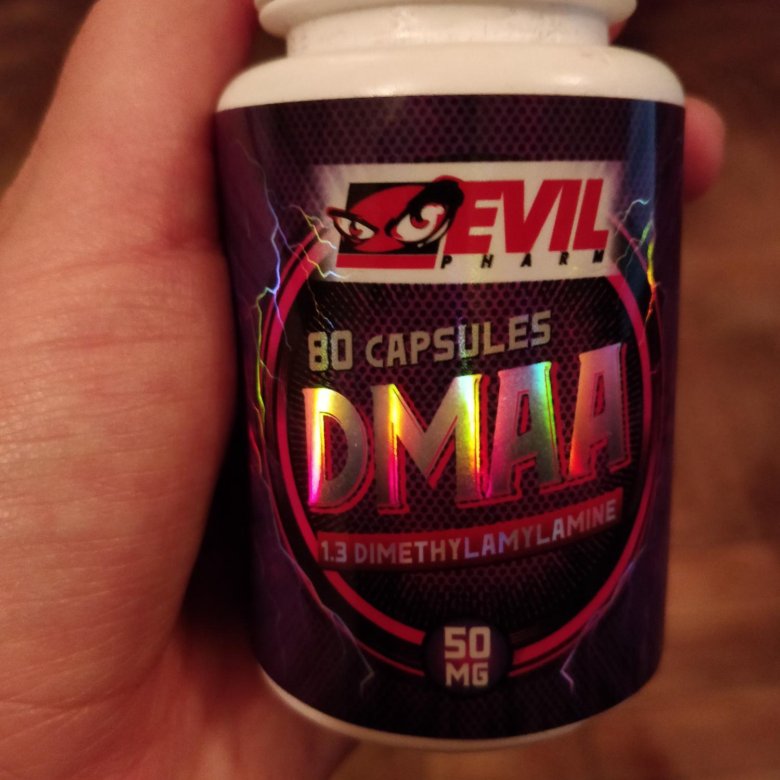 EVIL
PHARM
80 CAPSULES
DMAA
1.3 DIMETHYLAMYLAMINE
50
MG